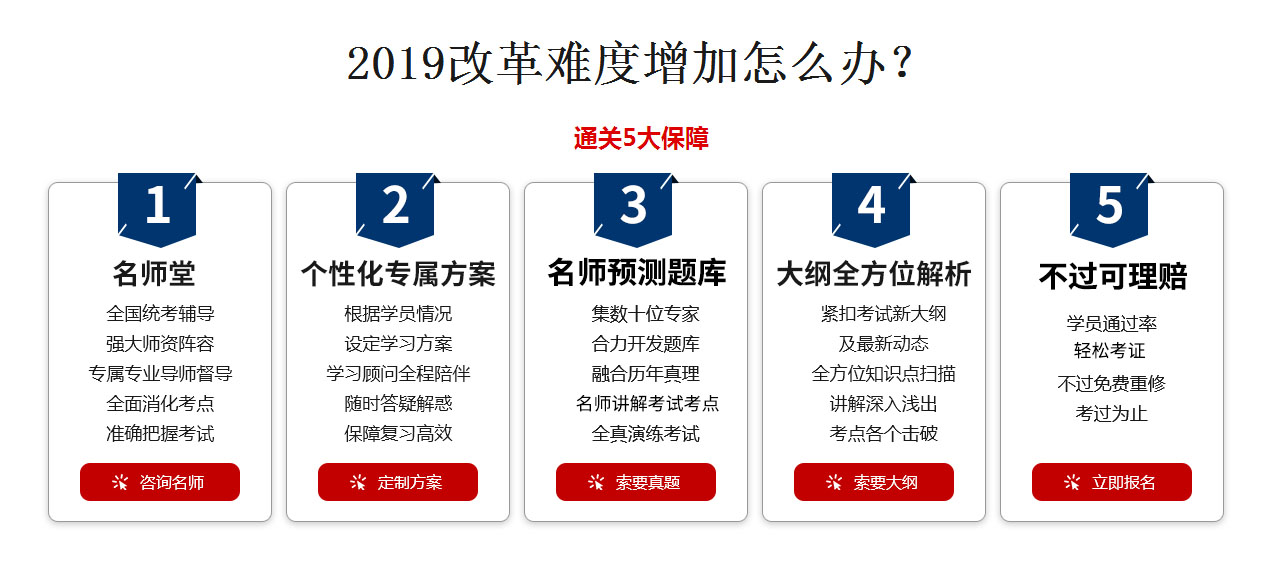 2019改革难度增加怎么办？
通关5大保障
1
名师堂
全国统考辅导
强大师资阵容
专属专业导师督导
全面消化考点
准确把握考试
咨询名师
2
个性化专属方案
根据学员情况
设定学习方案
学习顾问全程陪伴
随时答疑解惑
保障复习高效
定制方案
3
名师预测题库
集数十位专家
合力开发题库
融合历年真理
名师讲解考试考点
全真演练考试
索要真题
4
大纲全方位解析
紧扣考试新大纲
及最新动态
全方位知识点扫描
讲解深入浅出
考点各个击破
索要大纲
5
不过可理赔
学员通过率
轻松考证
不过免费重修
考过为止
立即报名